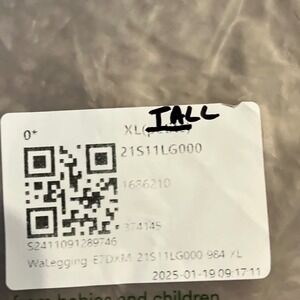 TALL
0* XL(
21S11LG000
1686210
374145
S2411091289746
WaLegging E7DXM 21S11LG000 984 XL
2025-01-19 09:17:11
from babies and children